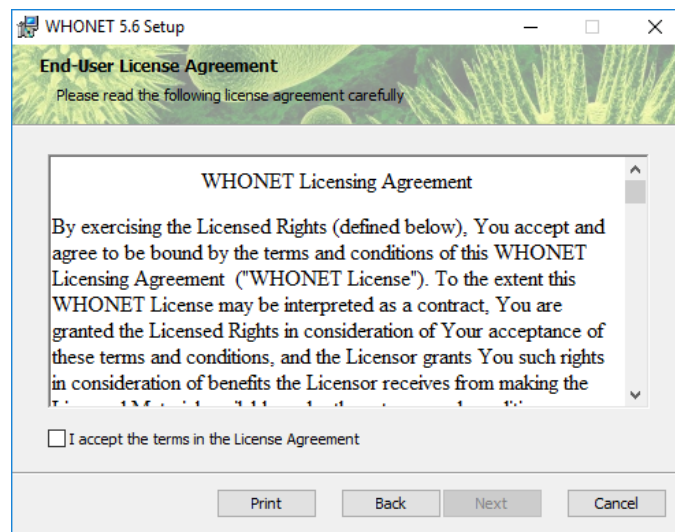 WHONET 5.6 Setup
End-User License Agreement
Please read the following license agreement carefully
WHONET Licensing Agreement
By exercising the Licensed Rights (defined below), You accept and
agree to be bound by the terms and conditions of this WHONET
Licensing Agreement  ("WHONET License"). To the extent this
WHONET License may be interpreted as a contract, You are
granted the Licensed Rights in consideration of Your acceptance of
these terms and conditions, and the Licensor grants You such rights
in consideration of benefits the Licensor receives from making the
I accept the terms in the License Agreement
Print
Back
Next
Cancel